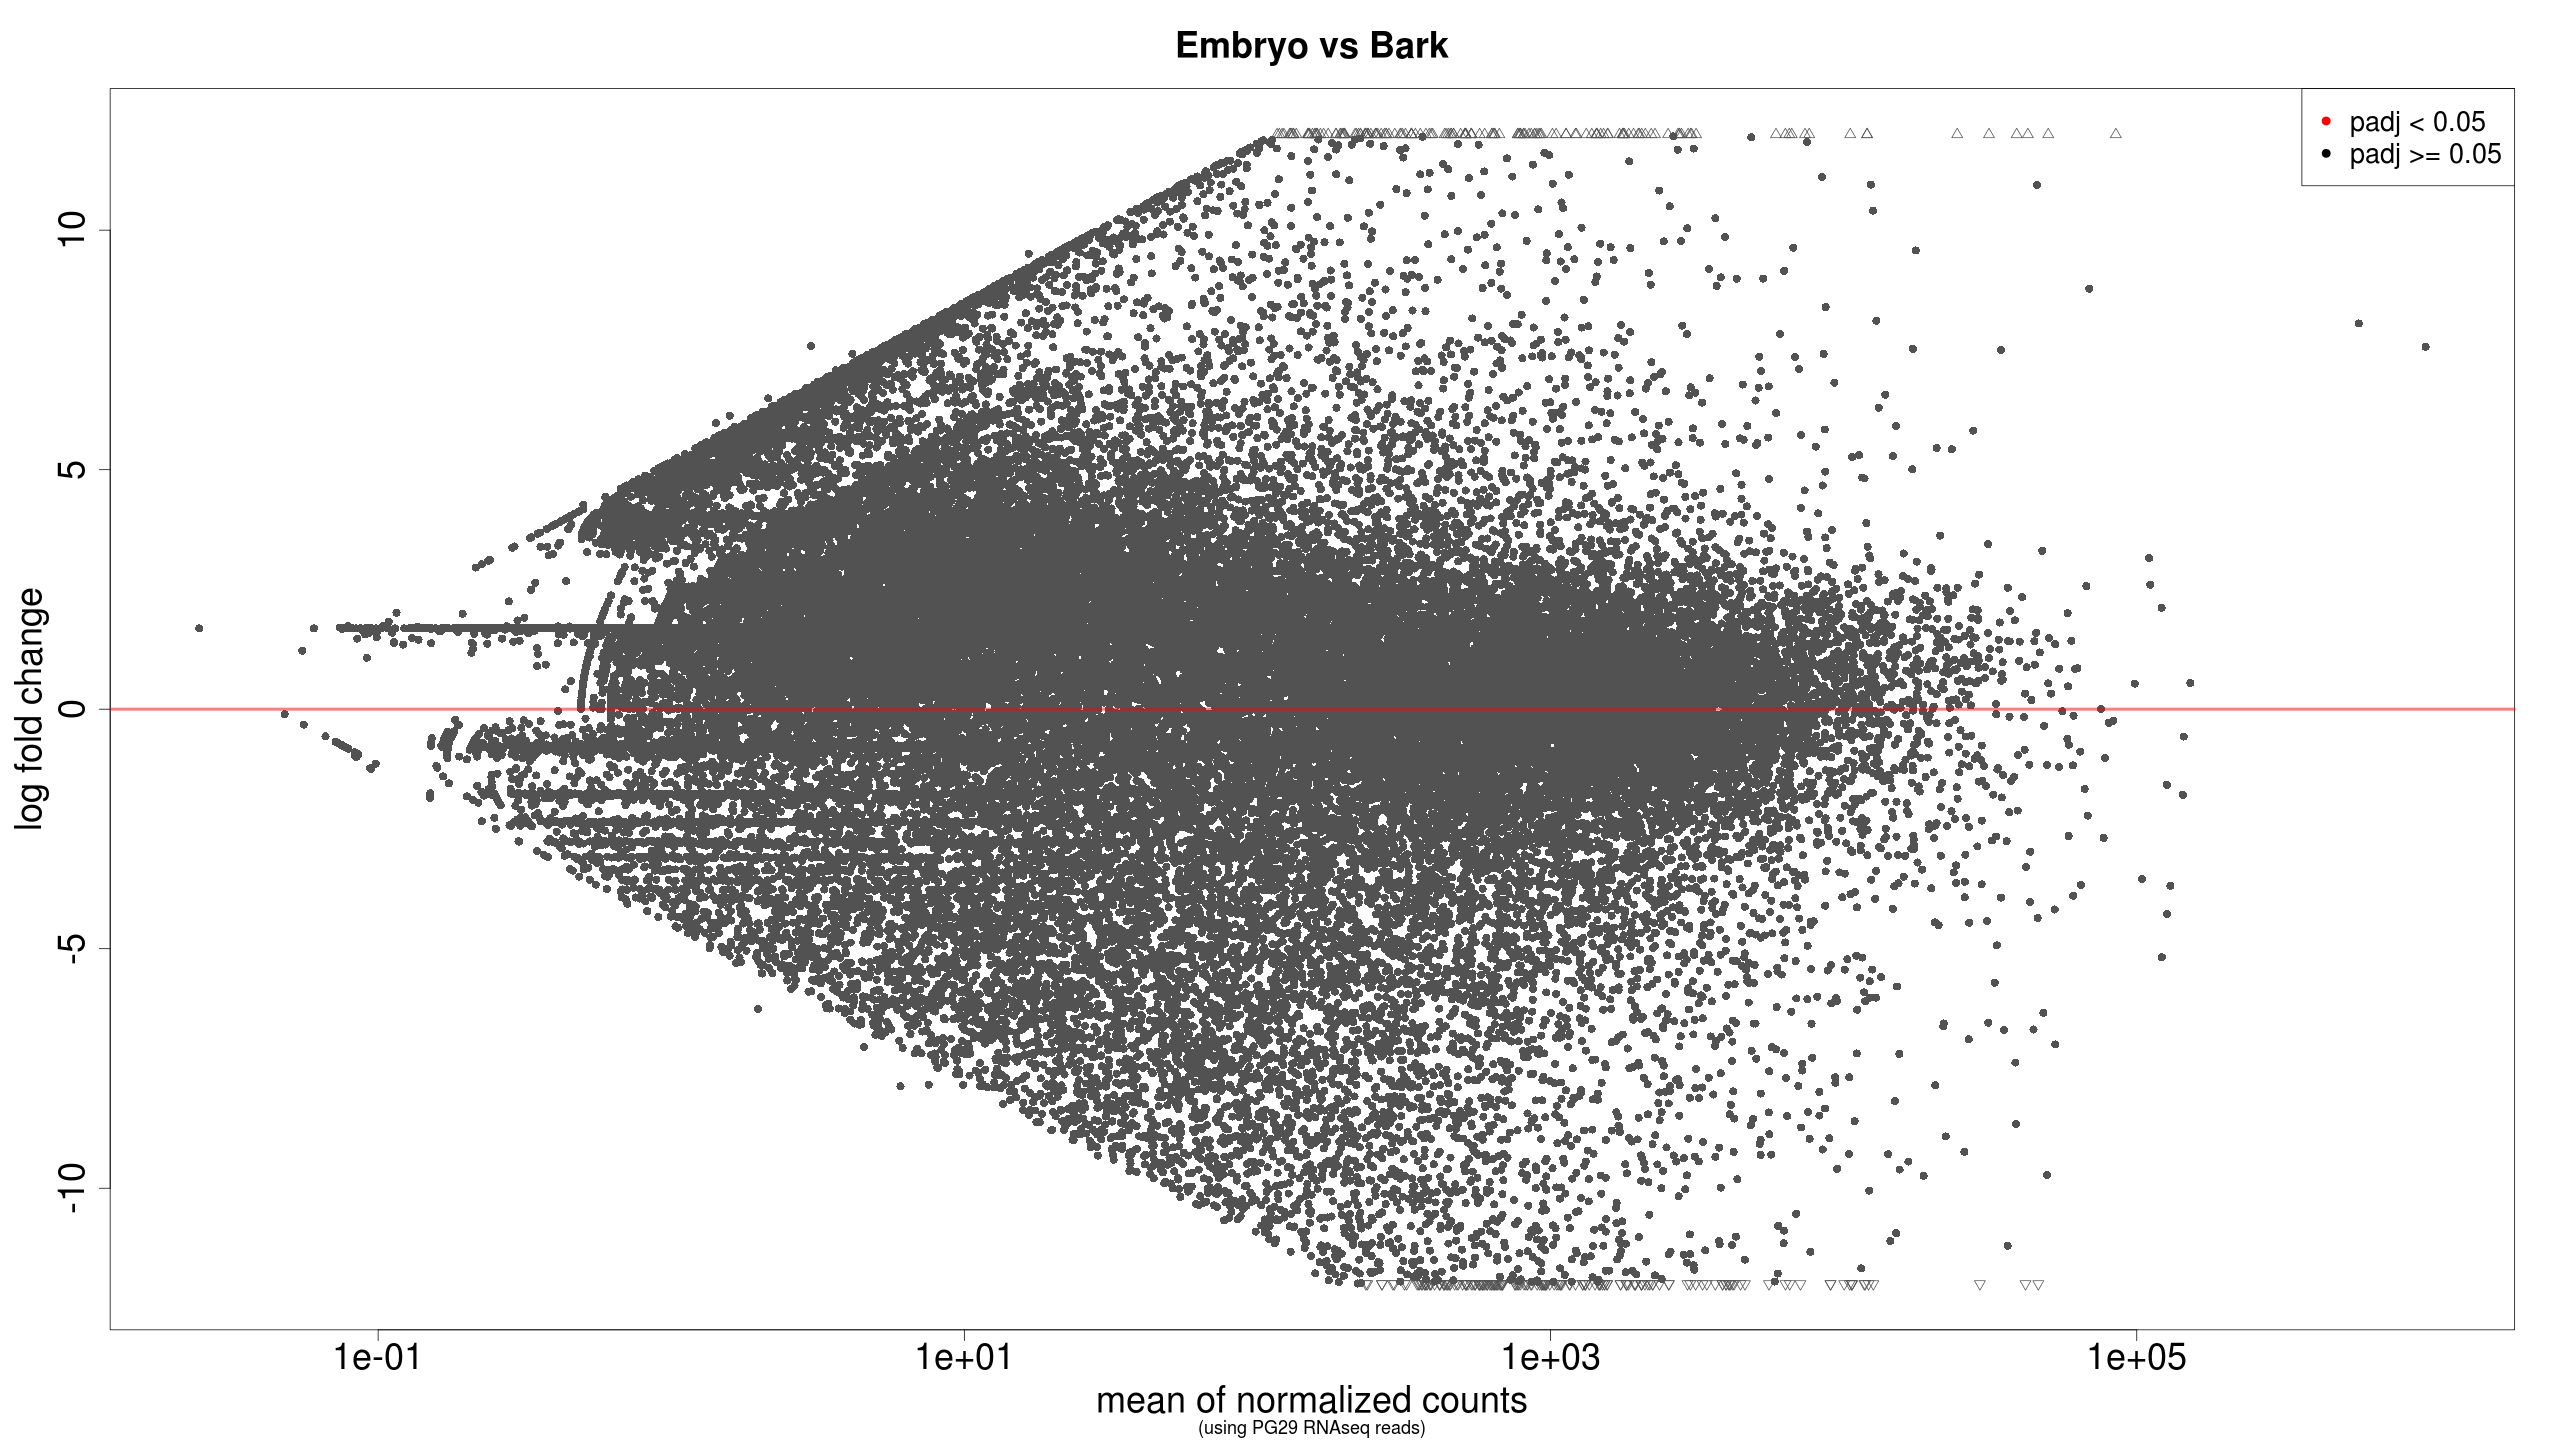 Embryo vs Bark
padj < 0.05
padj >= 0.05
10
5
0
-5
-10
log fold change
1e-01
1e+01
1e+03
1e+05
mean of normalized counts
(using PG29 RNAseq reads)